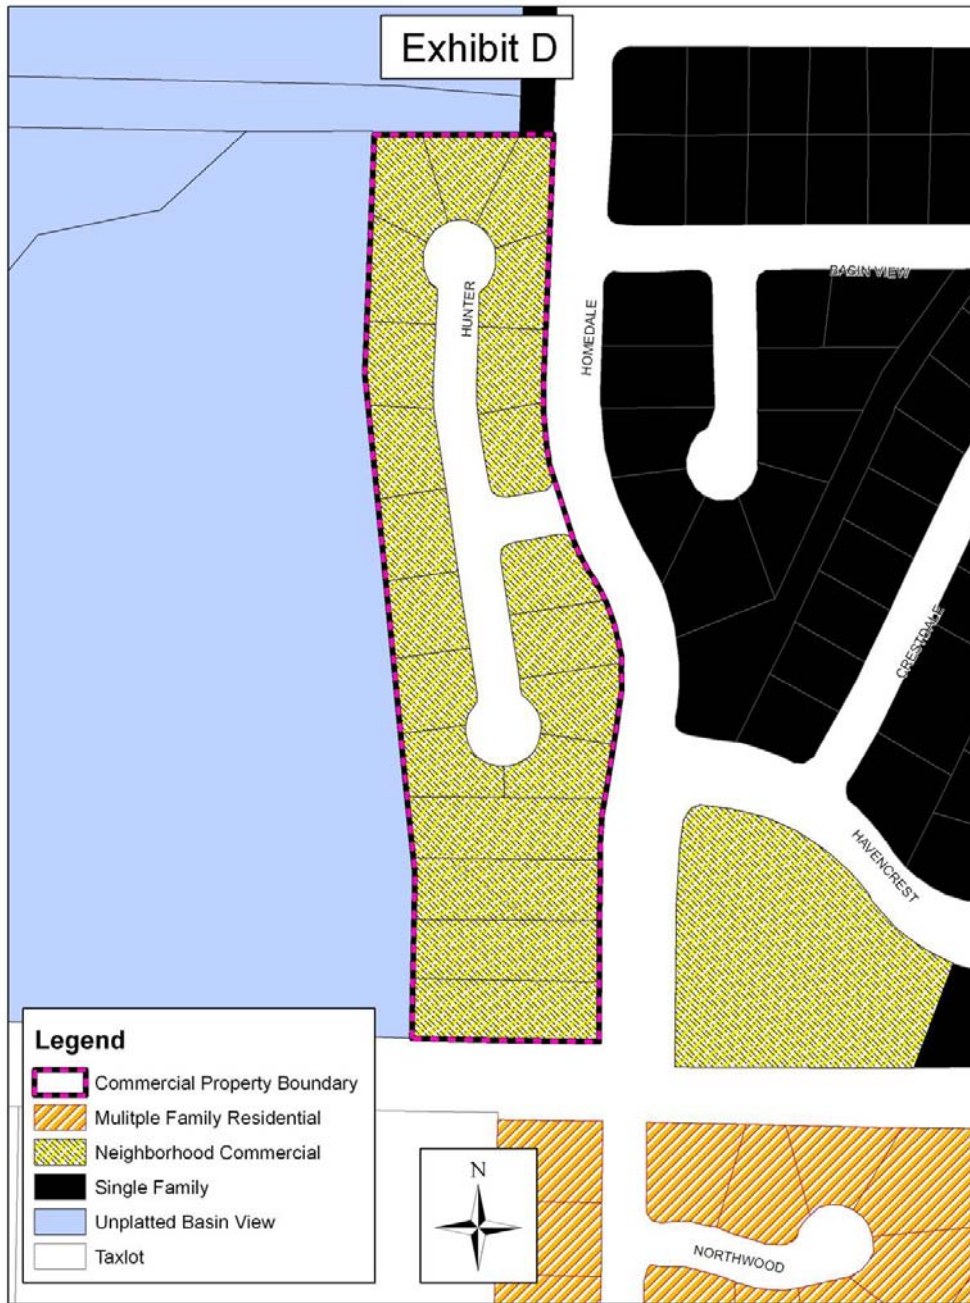 Exhibit D
BASIN VIEW
HUNTER
HOMEDALE
CRESTDALE
HAVENCREST
Legend
Commercial Property Boundary
Mulitple Family Residential
Neighborhood Commercial
Single Family
Unplatted Basin View
Taxlot
N
NORTHWOOD